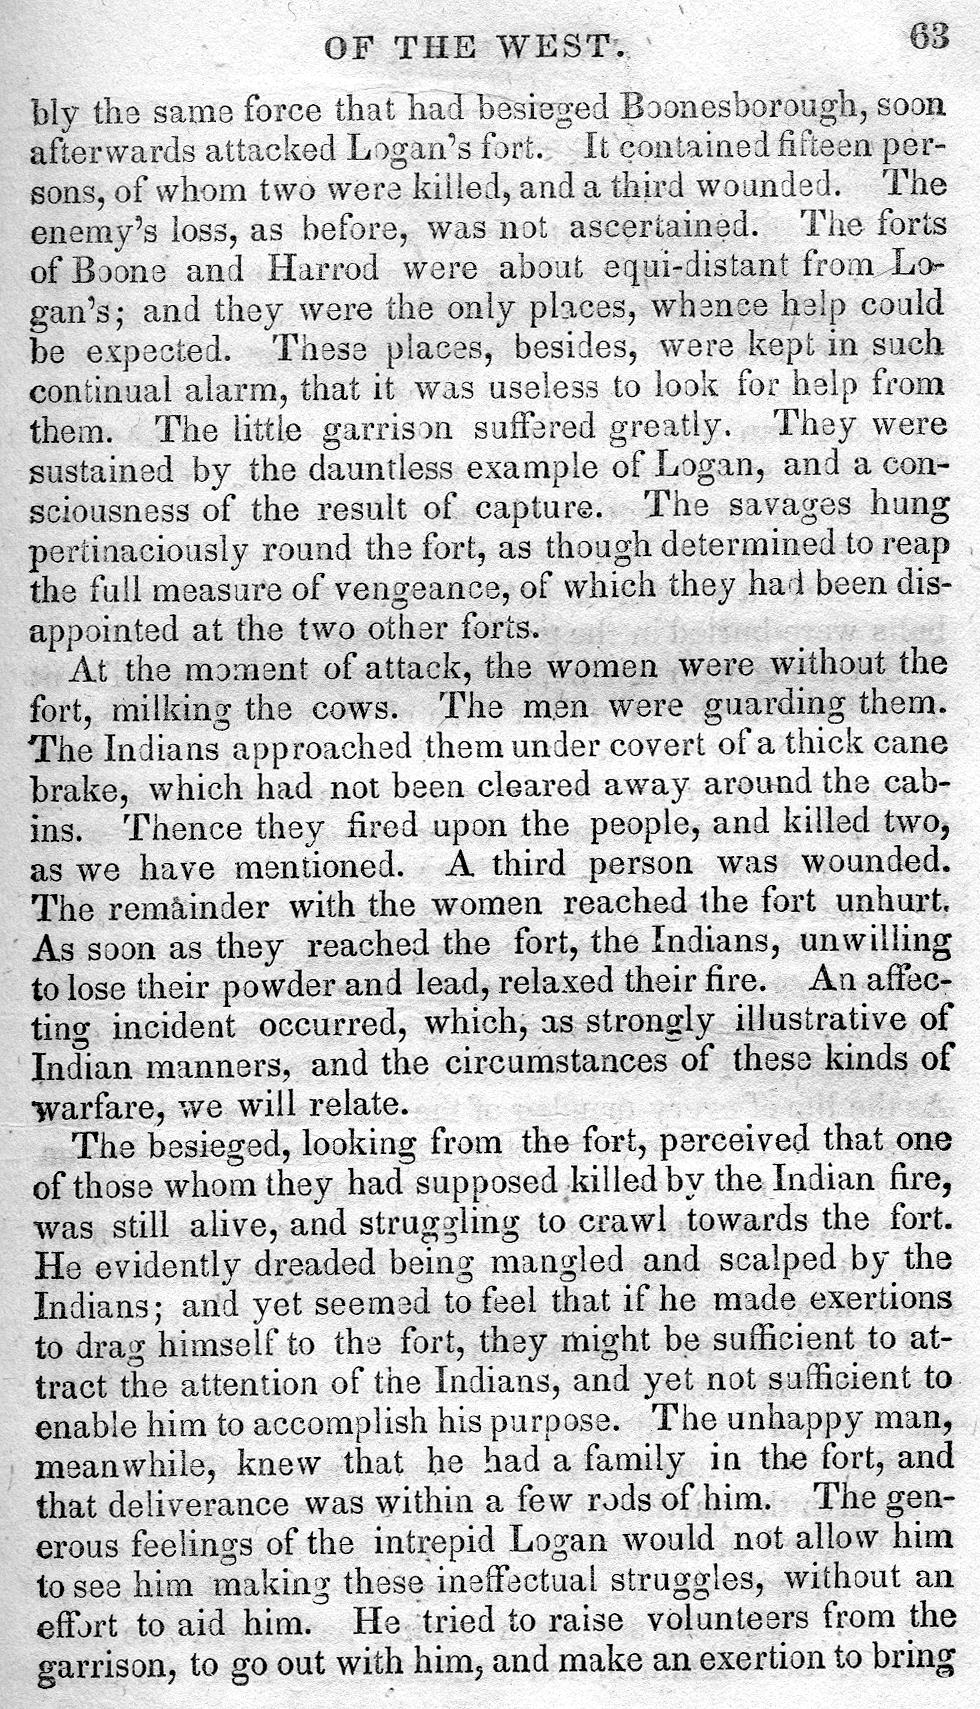 OF THE WEST. 63
bly the same force that had besieged Boonesborough, soon
afterwards attacked Logan's fort. It contained fifteen per-
sons, of whom two were killed, and a third wounded. The
enemy's loss, as before, was not ascertained. The forts
of Boone and Harrod were about equi-distant from Lo-
gan's; and they were the only places, whence help could
be expected. These places, besides, were kept in such
continual alarm, that it was useless to look for help from
them. The little garrison suffered greatly. They were
sustained by the dauntless example of Logan, and a con-
sciousness of the result of capture. The savages hung
pertinaciously round the fort, as though determined to reap
the full measure of vengeance, of which they had been dis-
appointed at the two other forts.
At the moment of attack, the women were without the
fort, milking the cows. The men were guarding them.
The Indians approached them under covert of a thick cane
brake, which had not been cleared away around the cab-
ins. Thence they fired upon the people, and killed two,
as we have mentioned. A third person was wounded.
The remainder with the women reached the fort unhurt.
As soon as they reached the fort, the Indians, unwilling
to lose their powder and lead, relaxed their fire. An affec-
ting incident occurred, which, as strongly illustrative of
Indian manners, and the circumstances of these kinds of
warfare, we will relate.
The besieged, looking from the fort, perceived that one
of those whom they had supposed killed by the Indian fire,
was still alive, and struggling to crawl towards the fort.
He evidently dreaded being mangled and scalped by the
Indians; and yet seemed to feel that if he made exertions
to drag himself to the fort, they might be sufficient to at-
tract the attention of the Indians, and yet not sufficient to
enable him to accomplish his purpose. The unhappy man,
meanwhile, knew that he had a family in the fort, and
that deliverance was within a few rods of him. The gen-
erous feelings of the intrepid Logan would not allow him
to see him making these ineffectual struggles, without an
effort to aid him. He tried to raise volunteers from the
garrison, to go out with him, and make an exertion to bring